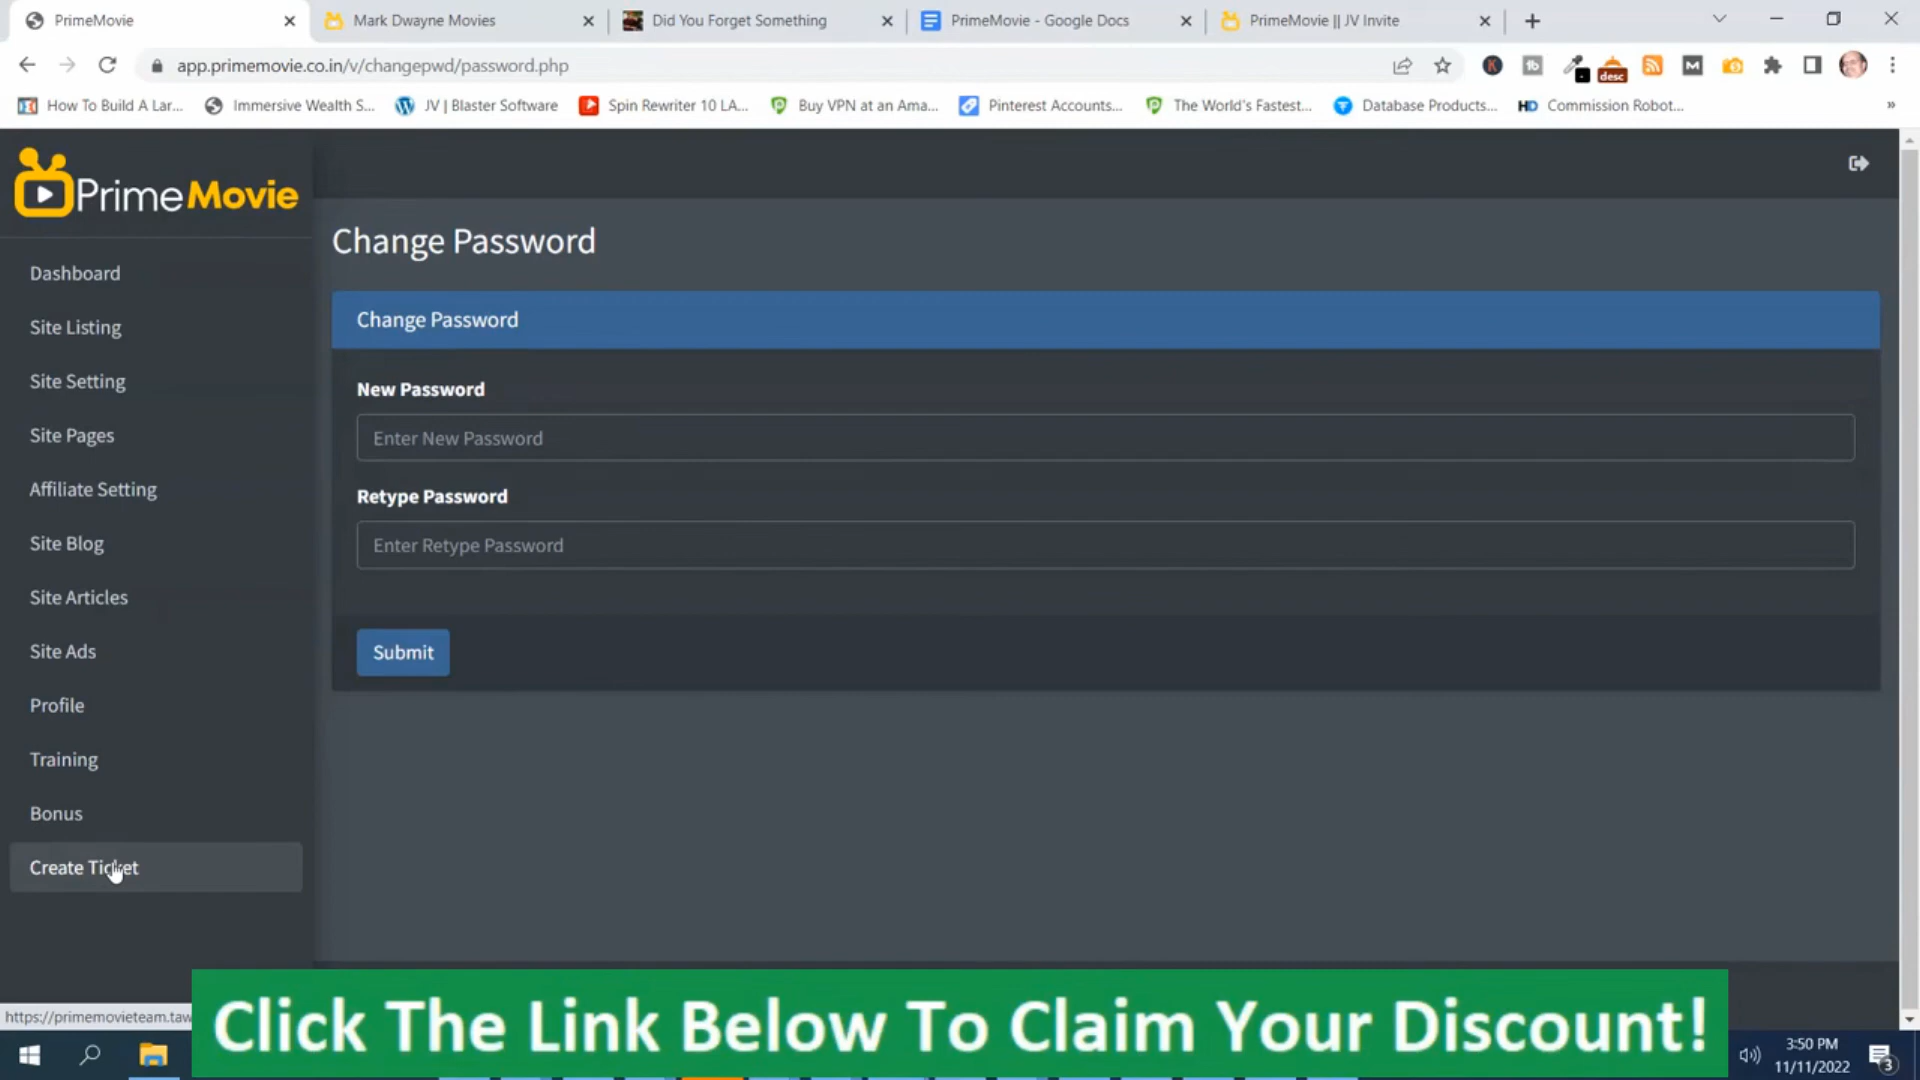 PrimeMovie
Mark Dwayne Movies
Did You Forget Something
PrimeMovie - Google Docs
PrimeMovie || JV Invite
app.primemovie.co.in/v/changepwd/password.php
desc
How To Build A Lar...
Immersive Wealth S...
JV | Blaster Software
Spin Rewriter 10 LA...
Buy VPN at an Ama...
Pinterest Accounts...
The World's Fastest...
Database Products...
HD Commission Robot...
»
PrimeMovie
Change Password
Dashboard
Site Listing
Site Setting
Site Pages
Affiliate Setting
Site Blog
Site Articles
Site Ads
Profile
Training
Bonus
Create Ticket
Change Password
New Password
Enter New Password
Retype Password
Enter Retype Password
Submit
https://primemovieteam.taw
Click The Link Below To Claim Your Discount!
3:50 PM
11/11/2022
3